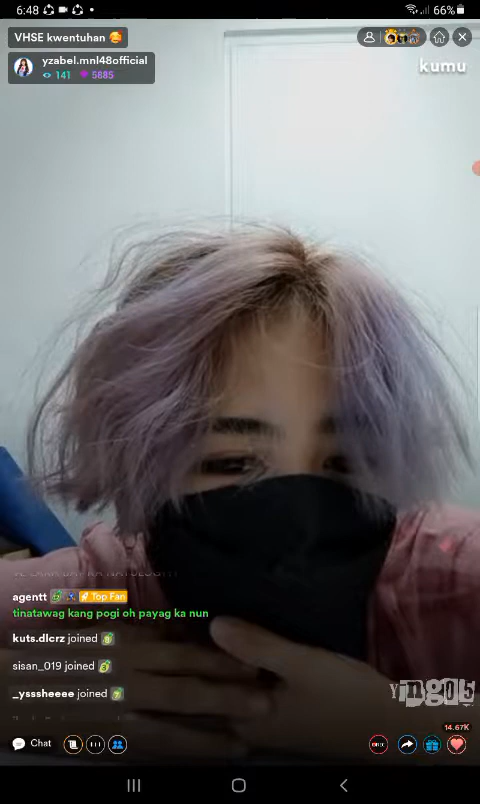 6:48
66%
VHSE kwentuhan 🥰
yzabel.mnl48official
141 5885
kumu
agentt Top Fan
tinatawag kang pogi oh payag ka nun
kuts.dlcrz joined
sisan_019 joined
_ysssheeee joined
14.67K
Chat